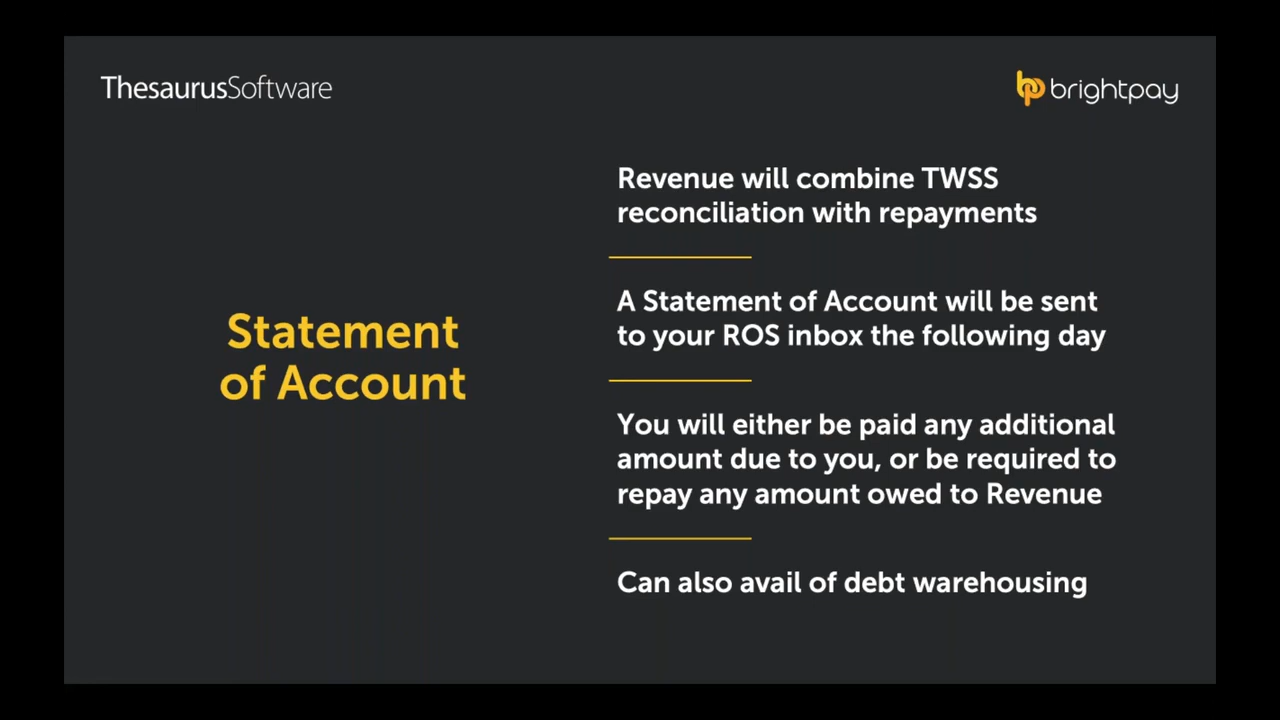 ThesaurusSoftware
brightpay
Statement
of Account
Revenue will combine TWSS
reconciliation with repayments
A Statement of Account will be sent
to your ROS inbox the following day
You will either be paid any additional
amount due to you, or be required to
repay any amount owed to Revenue
Can also avail of debt warehousing